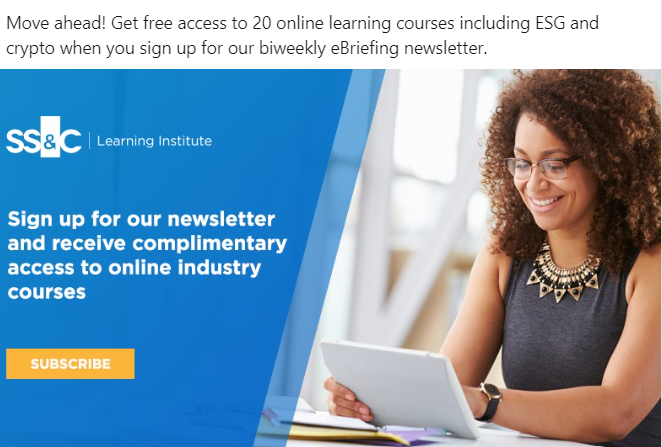 Move ahead! Get free access to 20 online learning courses including ESG and
crypto when you sign up for our biweekly eBriefing newsletter.
SS&C | Learning Institute
Sign up for our newsletter
and receive complimentary
access to online industry
courses
SUBSCRIBE